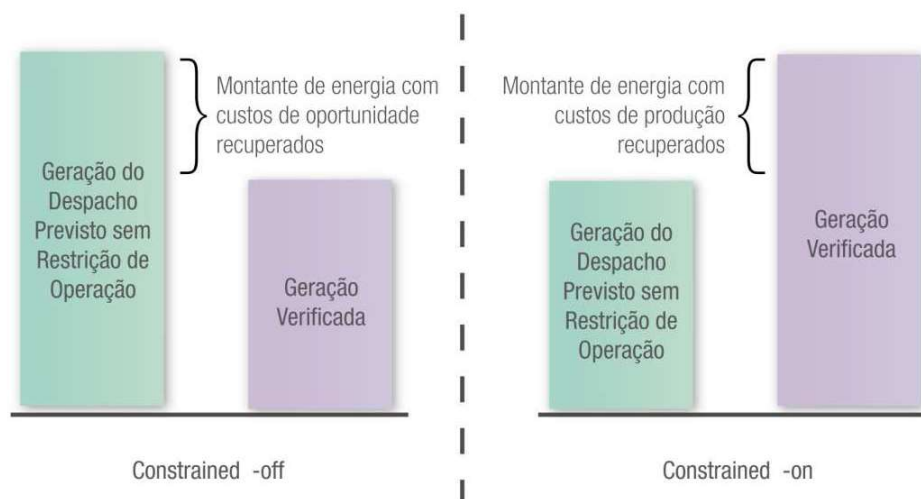 Geração do
Despacho
Previsto sem
Restrição de
Operação
Montante de energia com
custos de oportunidade
recuperados
Geração
Verificada
Constrained -off
Montante de energia com
custos de produção
recuperados
Geração do
Despacho
Previsto sem
Restrição de
Operação
Geração
Verificada
Constrained -on